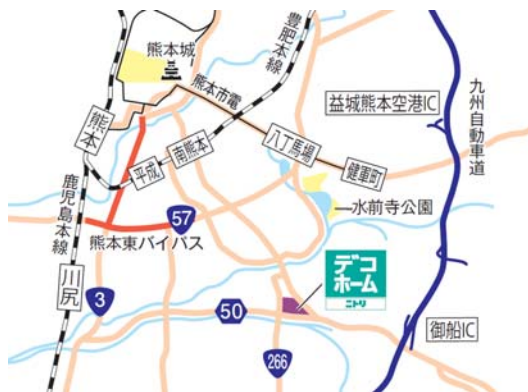 豊肥本線
熊本城
熊本市電
益城熊本空港IC
九州自動車道
熊本
八丁馬場
南熊本
平成
健軍町
水前寺公園
鹿児島本線
57
熊本東バイパス
デコ
ホーム
ニトリ
川尻
3
50
御船IC
266